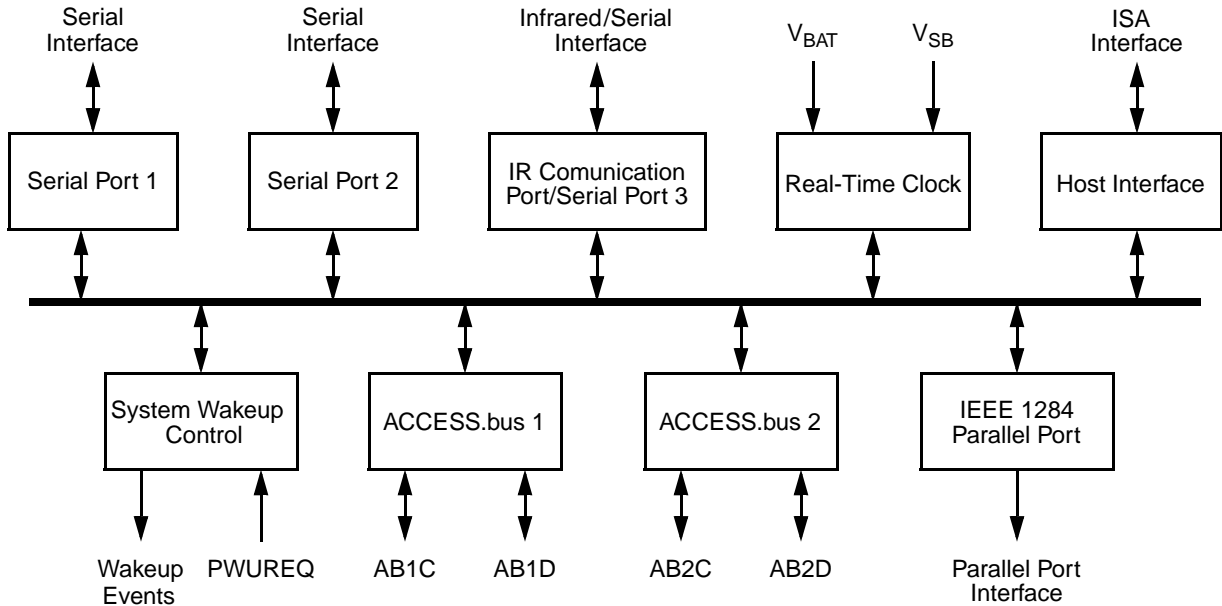 Serial
Interface
Serial
Interface
Infrared/Serial
Interface
VBAT
VSB
ISA
Interface
Serial Port 1
Serial Port 2
IR Comunication
Port/Serial Port 3
Real-Time Clock
Host Interface
System Wakeup
Control
ACCESS.bus 1
ACCESS.bus 2
IEEE 1284
Parallel Port
Wakeup
Events
PWUREQ
AB1C
AB1D
AB2C
AB2D
Parallel Port
Interface